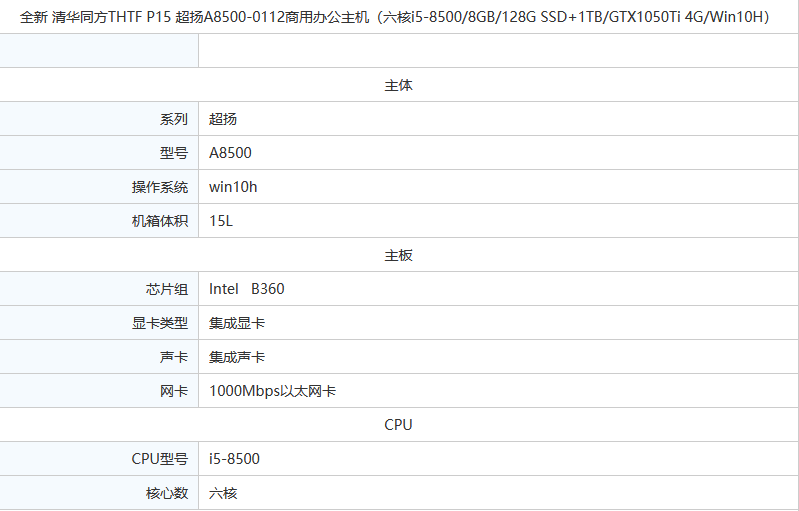 全新 清华同方THTF P15 超扬A8500-0112商用办公主机（六核i5-8500/8GB/128G SSD+1TB/GTX1050Ti 4G/Win10H）
主体
系列 超扬
型号 A8500
操作系统 win10h
机箱体积 15L
主板
芯片组 Intel B360
显卡类型 集成显卡
声卡 集成声卡
网卡 1000Mbps以太网卡
CPU
CPU型号 i5-8500
核心数 六核